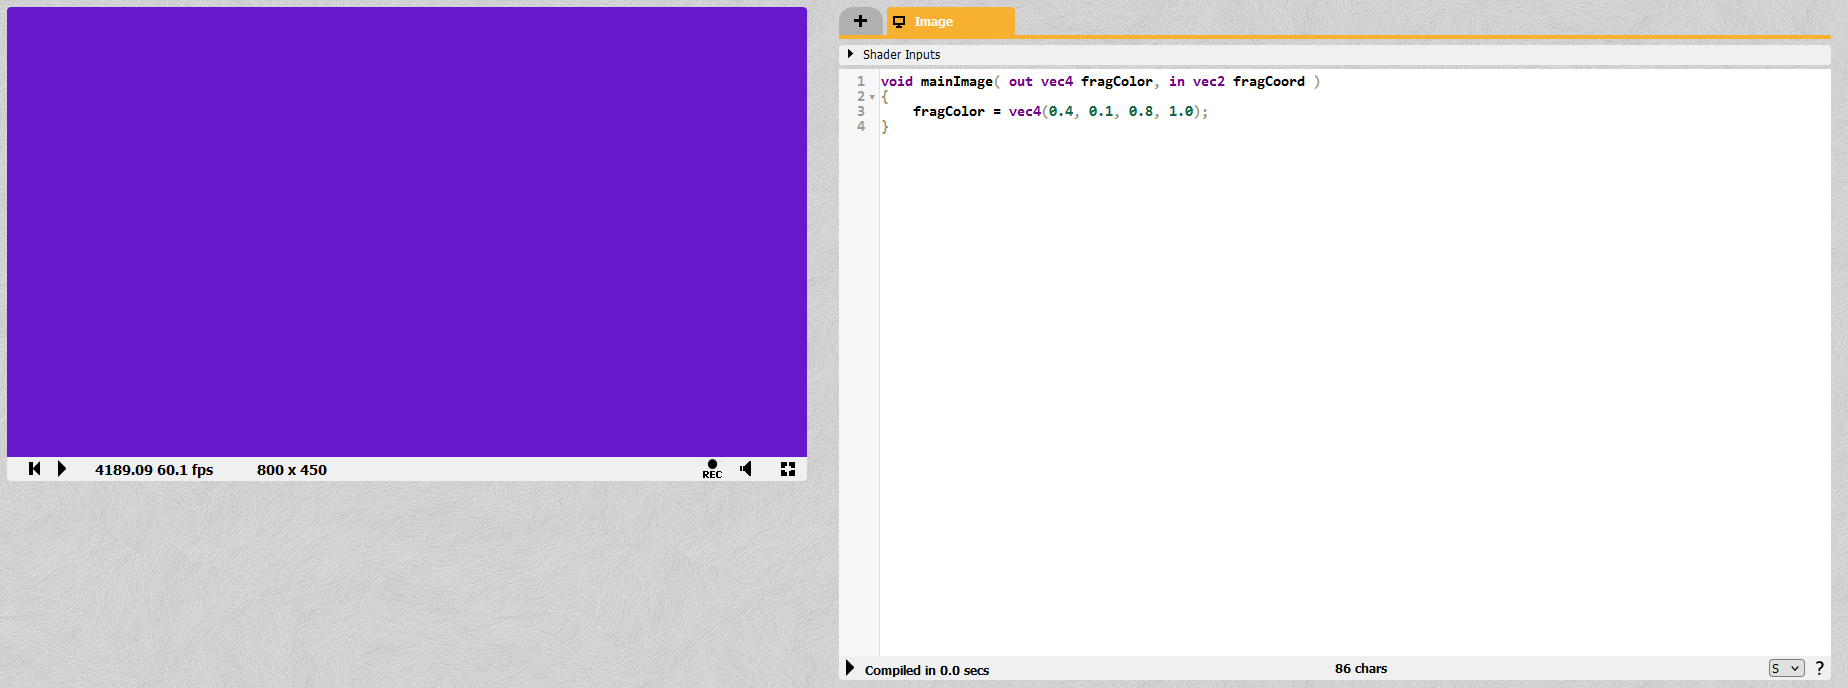 Image
Shader Inputs
1 void mainImage( out vec4 fragColor, in vec2 fragCoord )
2 {
3     fragColor = vec4(0.4, 0.1, 0.8, 1.0);
4 }
4189.09 60.1 fps 800 x 450 REC
Compiled in 0.0 secs 86 chars S ?